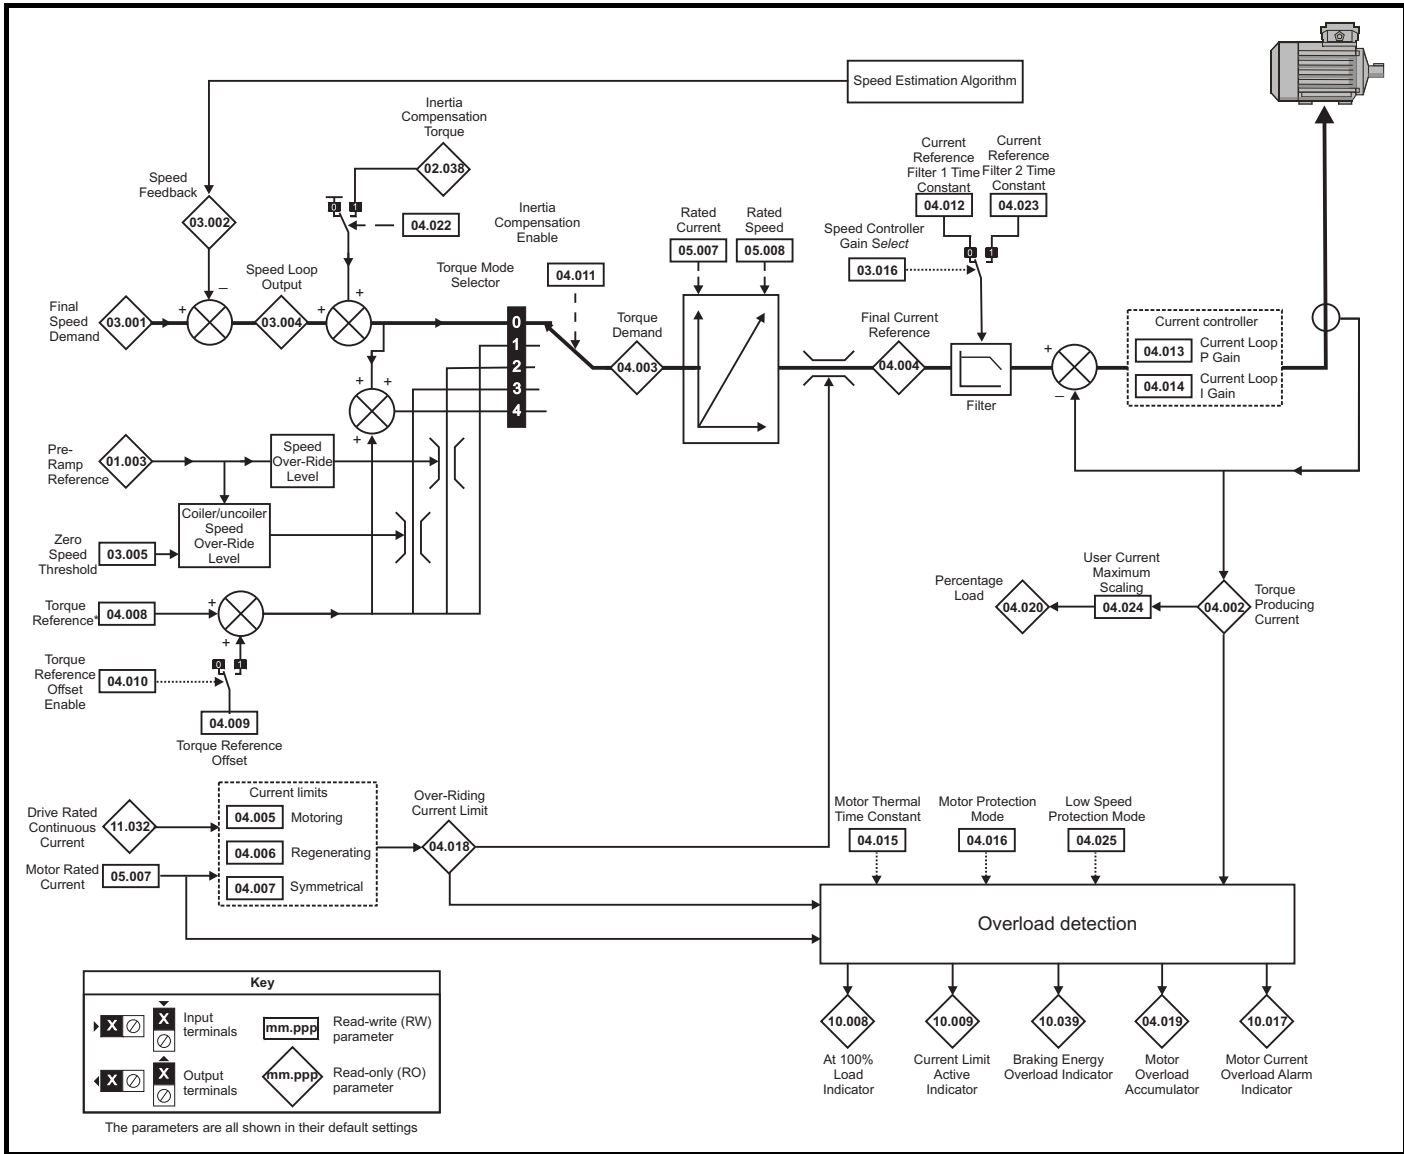 Speed Estimation Algorithm
Inertia
Compensation
Torque
02.038
Speed
Feedback
03.002
0
1
04.022
Inertia
Compensation
Enable
04.011
Rated
Current
05.007
Rated
Speed
05.008
Current
Reference
Filter 1 Time
Constant
04.012
Current
Reference
Filter 2 Time
Constant
04.023
Speed Controller
Gain Select
03.016
0
1
Final
Speed
Demand
03.001
+
–
Speed Loop
Output
03.004
+
+
Torque Mode
Selector
0
1
2
3
4
Torque
Demand
04.003
Final Current
Reference
04.004
Filter
+
–
Current controller
04.013
Current Loop
P Gain
04.014
Current Loop
I Gain
+
+
+
Pre-
Ramp
Reference
01.003
Speed
Over-Ride
Level
Coiler/uncoiler
Speed
Over-Ride
Level
Zero
Speed
Threshold
03.005
Torque
Reference*
04.008
+
+
0
1
Torque
Reference
Offset
Enable
04.010
04.009
Torque Reference
Offset
Percentage
Load
04.020
User Current
Maximum
Scaling
04.024
04.002
Torque
Producing
Current
Drive Rated
Continuous
Current
11.032
Motor Rated
Current
05.007
Current limits
04.005
Motoring
04.006
Regenerating
04.007
Symmetrical
Over-Riding
Current Limit
04.018
Motor Thermal
Time Constant
04.015
Motor Protection
Mode
04.016
Low Speed
Protection Mode
04.025
Overload detection
10.008
At 100%
Load
Indicator
10.009
Current Limit
Active
Indicator
10.039
Braking Energy
Overload Indicator
04.019
Motor
Overload
Accumulator
10.017
Motor Current
Overload Alarm
Indicator
Key
X
X
Input
terminals
mm.ppp
Read-write (RW)
parameter
X
X
Output
terminals
mm.ppp
Read-only (RO)
parameter
The parameters are all shown in their default settings